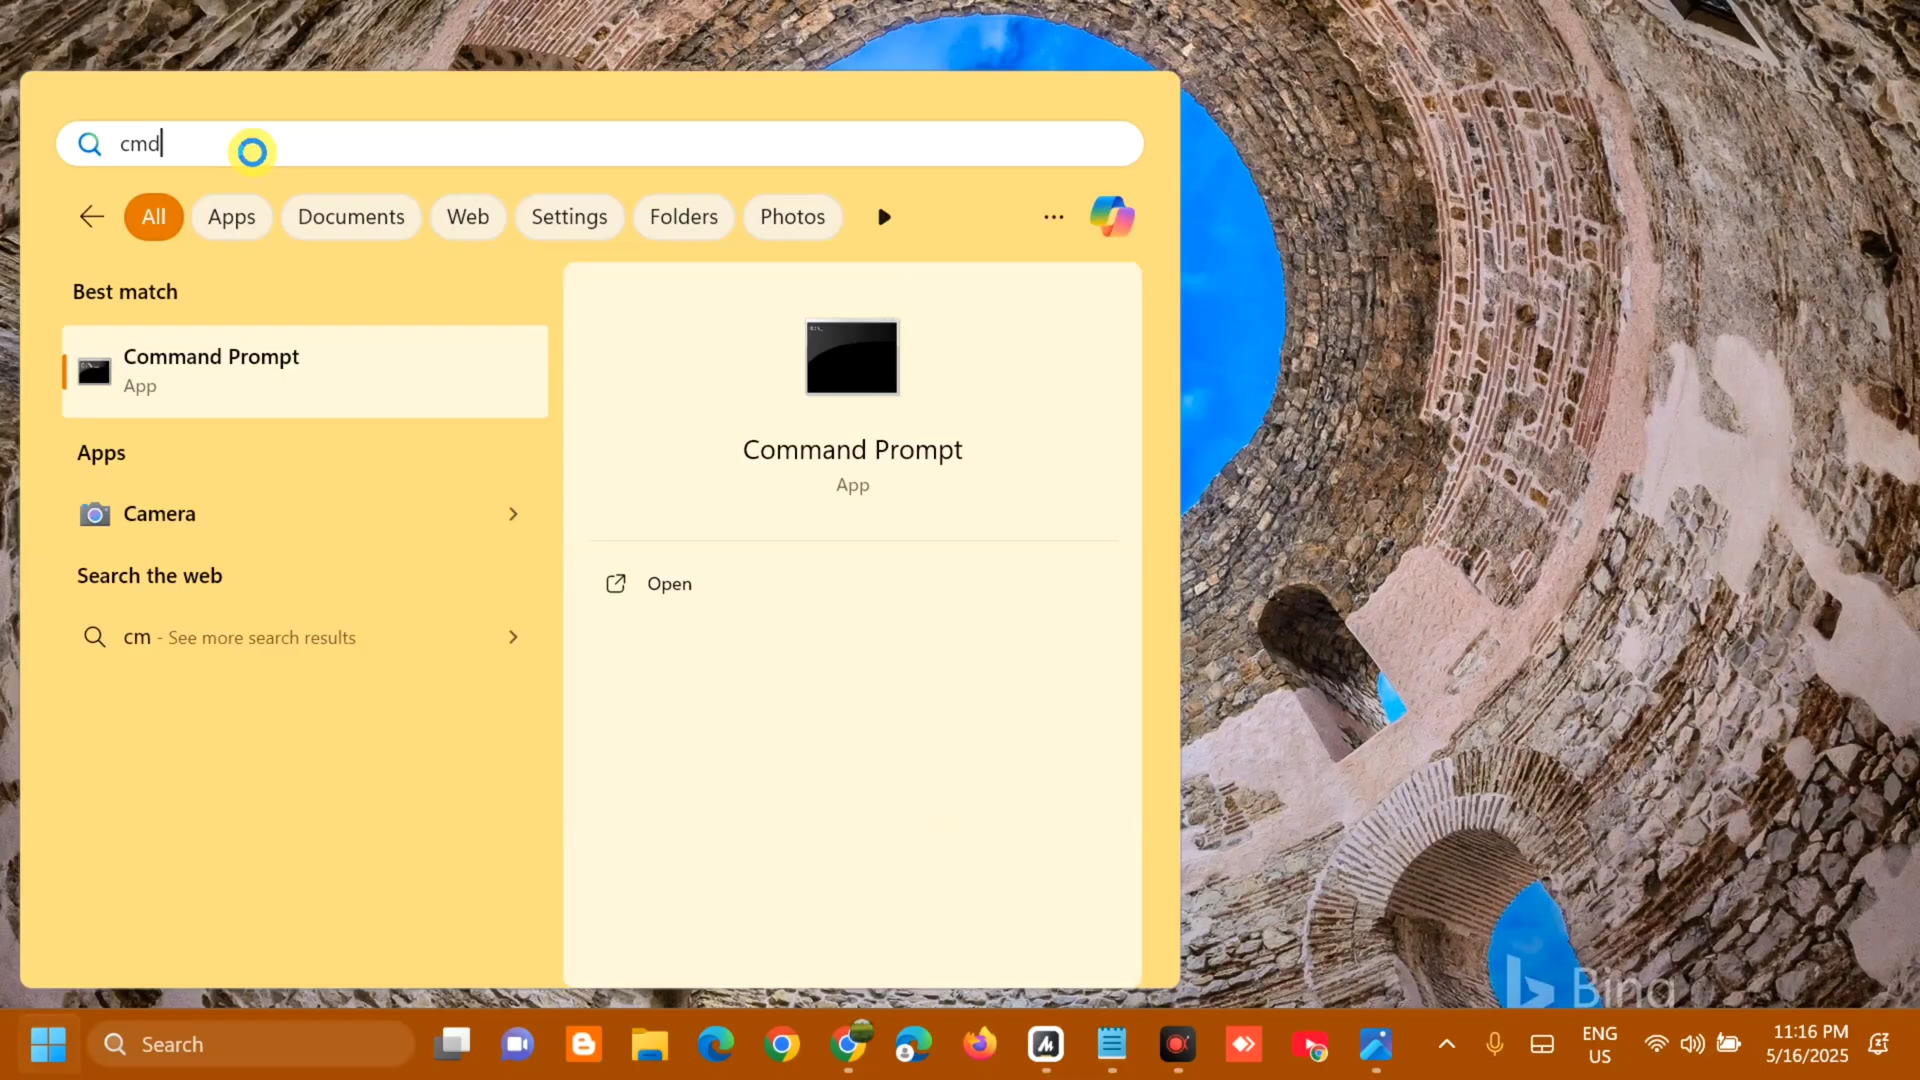 cmd
All Apps Documents Web Settings Folders Photos
Best match
Command Prompt
App
Apps
Camera
Search the web
cm - See more search results
Command Prompt
App
Open
Bing
Search
ENG
US
11:16 PM
5/16/2025